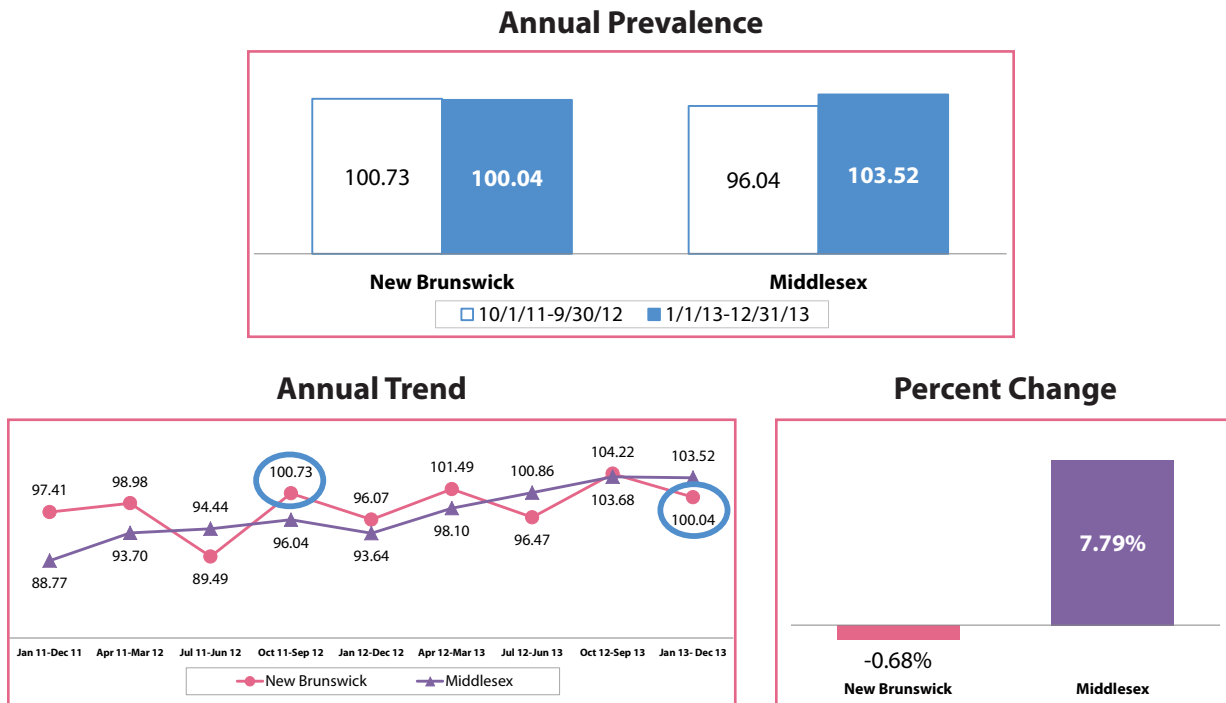 Annual Prevalence
100.73 100.04 96.04 103.52
New Brunswick Middlesex
10/1/11-9/30/12 1/1/13-12/31/13
Annual Trend
97.41 98.98 94.44 100.73 96.07 101.49 100.86 104.22 103.52
88.77 93.70 89.49 96.04 93.64 98.10 96.47 103.68 100.04
Jan 11-Dec 11 Apr 11-Mar 12 Jul 11-Jun 12 Oct 11-Sep 12 Jan 12-Dec 12 Apr 12-Mar 13 Jul 12-Jun 13 Oct 12-Sep 13 Jan 13- Dec 13
New Brunswick Middlesex
Percent Change
7.79%
-0.68%
New Brunswick Middlesex